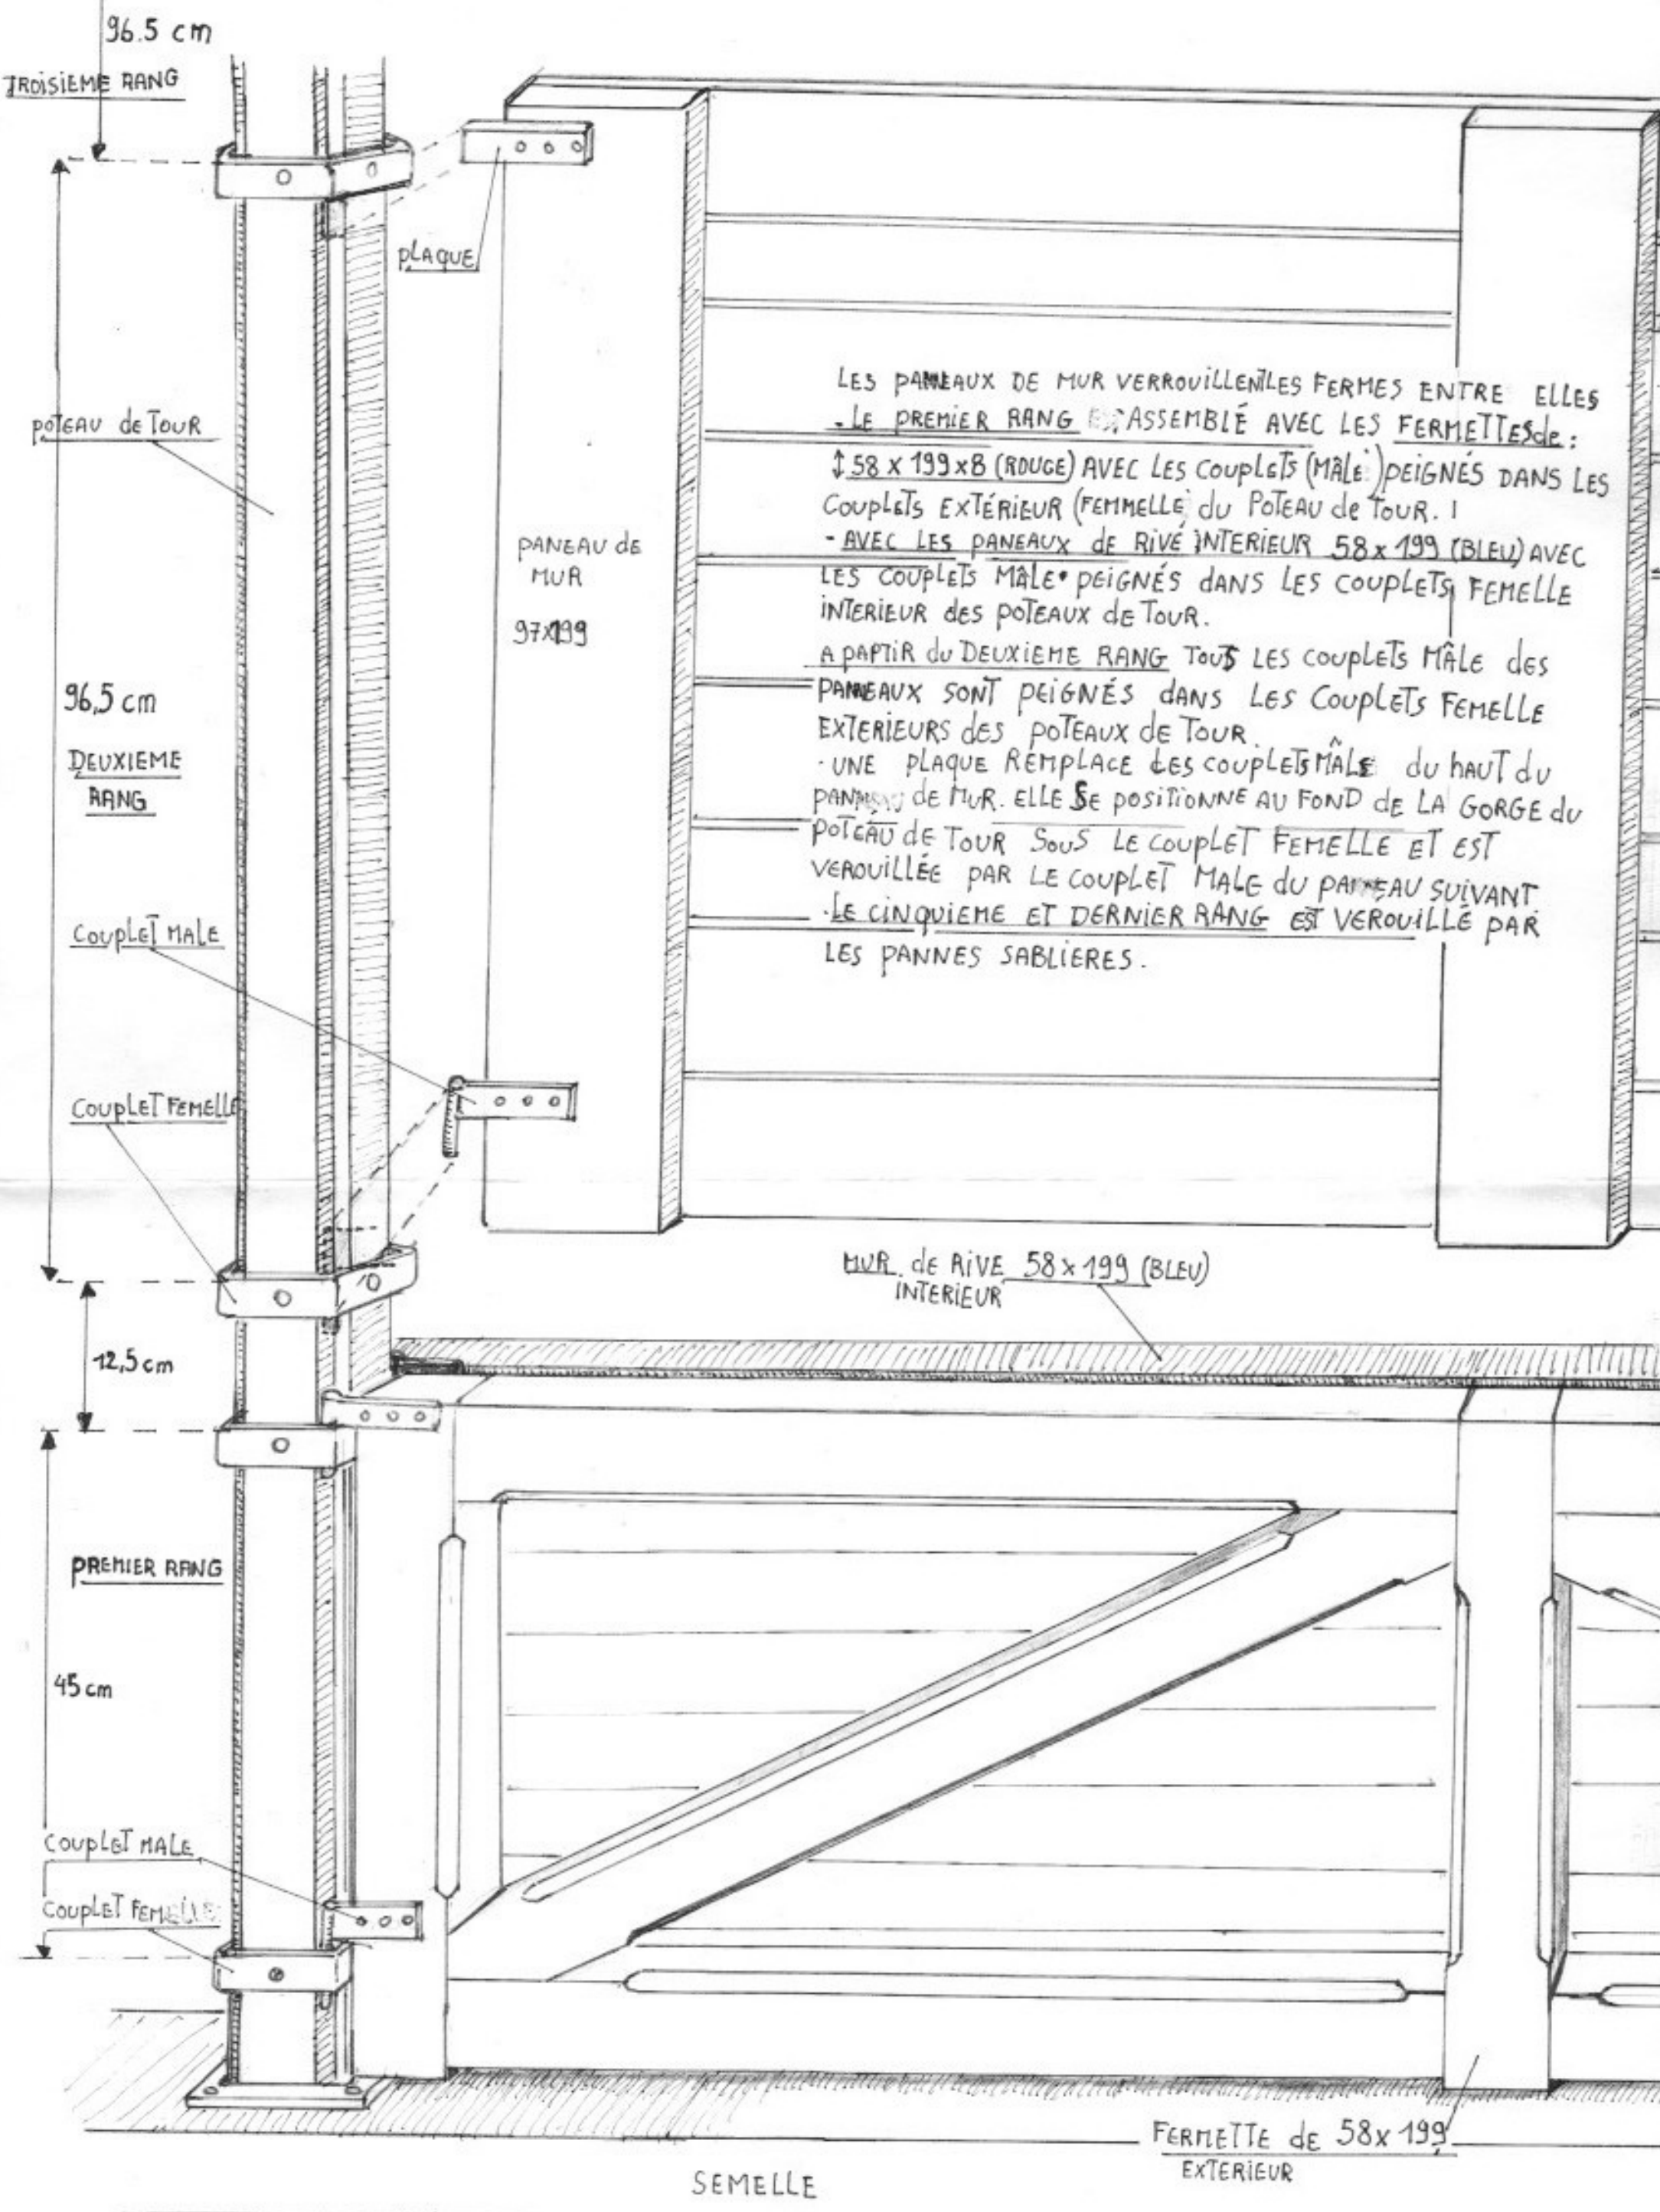 96.5 cm
TROISIEME RANG
PLAQUE
POTEAU de TOUR
LES PANNEAUX DE MUR VERROUILLENT LES FERMES ENTRE ELLES
- LE PREMIER RANG ASSEMBLÉ AVEC LES FERMETTES de :
↕ 58 x 199 x 8 (ROUGE) AVEC LES COUPLETS (MÂLE) PEIGNÉS DANS LES
COUPLETS EXTÉRIEUR (FEMMELLE) du POTEAU de TOUR.
- AVEC LES PANEAUX de RIVÉ INTERIEUR 58 x 199 (BLEU) AVEC
LES COUPLETS MÂLE PEIGNÉS DANS LES COUPLETS FEMELLE
INTERIEUR des POTEAUX de TOUR.
A PARTIR du DEUXIEME RANG TOUS LES COUPLETS MÂLE des
PANNEAUX SONT PEIGNÉS dANS LES COUPLETS FEMELLE
EXTERIEURS des POTEAUX de TOUR.
- UNE PLAQUE REMPLACE LES COUPLETS MÂLE du hAUT du
PANNEAU de MUR. ELLE SE POSITIONNE AU FOND de LA GORGE du
POTEAU de TOUR SOUS LE COUPLET FEMELLE ET EST
VEROUILLÉE PAR LE COUPLET MALE du PANNEAU SUIVANT
- LE CINQUIEME ET DERNIER RANG EST VEROUILLÉ PAR
LES PANNES SABLIERES.
PANEAU de
MUR
97x199
96,5 cm
DEUXIEME
RANG
COUPLET MALE
COUPLET FEMELLE
MUR de RIVE 58 x 199 (BLEU)
INTERIEUR
12,5 cm
PREMIER RANG
45 cm
COUPLET MALE
COUPLET FEMELLE
FERMETTE de 58 x 199
EXTERIEUR
SEMELLE